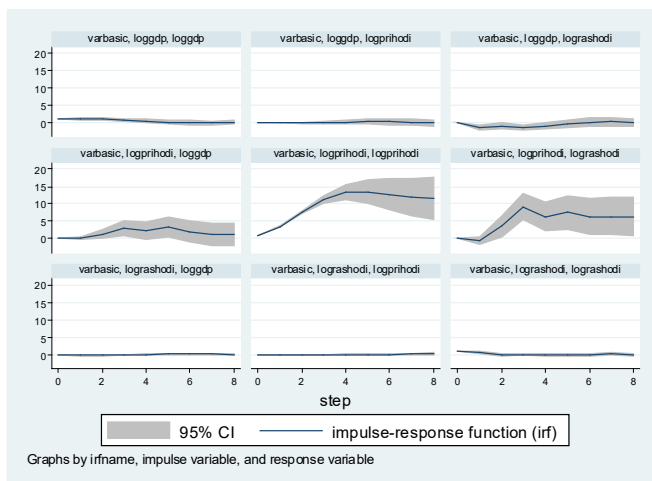 varbasic, loggdp, loggdp
varbasic, loggdp, logprihodi
varbasic, loggdp, lograshodi
varbasic, logprihodi, loggdp
varbasic, logprihodi, logprihodi
varbasic, logprihodi, lograshodi
varbasic, lograshodi, loggdp
varbasic, lograshodi, logprihodi
varbasic, lograshodi, lograshodi
20
15
10
5
0
20
15
10
5
0
20
15
10
5
0
0 2 4 6 8
0 2 4 6 8
0 2 4 6 8
step
95% CI
impulse-response function (irf)
Graphs by irfname, impulse variable, and response variable